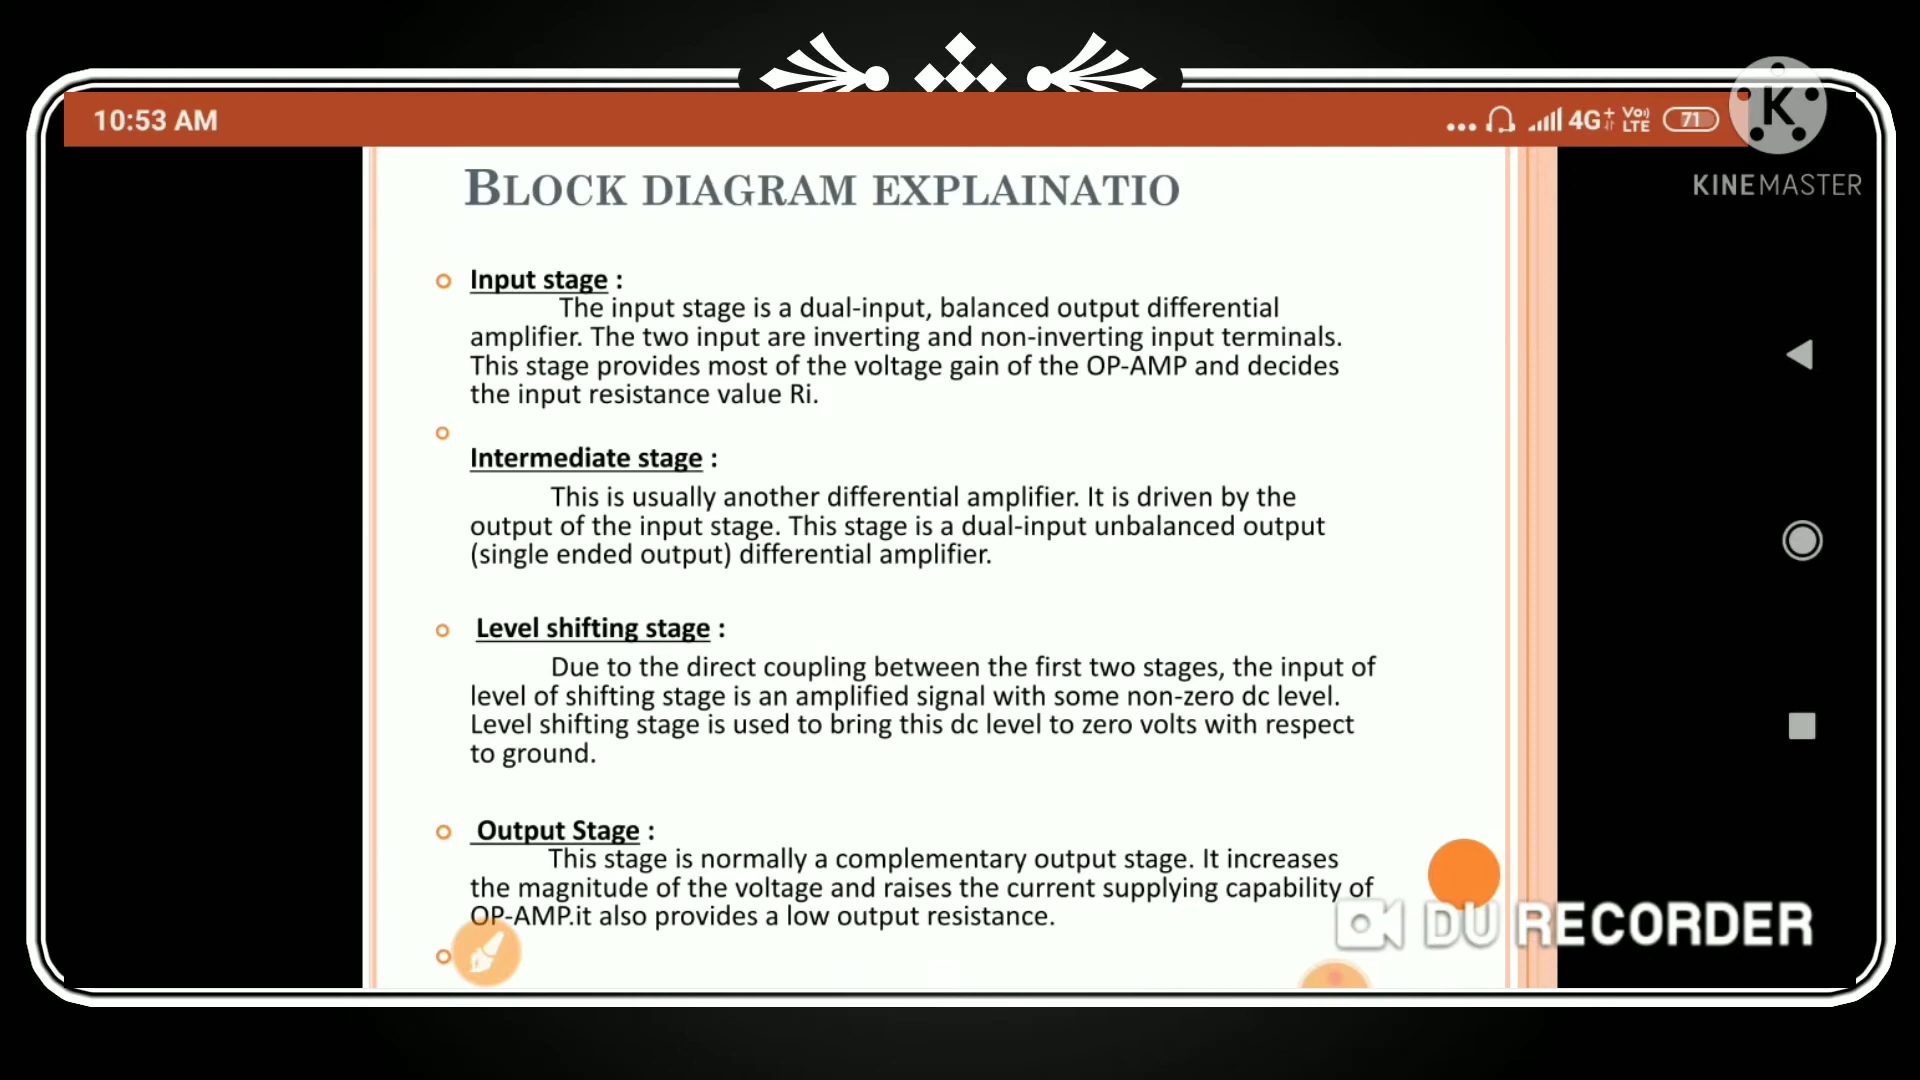 10:53 AM
4G+ Vo) LTE 71
K
KINEMASTER
BLOCK DIAGRAM EXPLAINATIO
Input stage :
The input stage is a dual-input, balanced output differential
amplifier. The two input are inverting and non-inverting input terminals.
This stage provides most of the voltage gain of the OP-AMP and decides
the input resistance value Ri.
Intermediate stage :
This is usually another differential amplifier. It is driven by the
output of the input stage. This stage is a dual-input unbalanced output
(single ended output) differential amplifier.
Level shifting stage :
Due to the direct coupling between the first two stages, the input of
level of shifting stage is an amplified signal with some non-zero dc level.
Level shifting stage is used to bring this dc level to zero volts with respect
to ground.
Output Stage :
This stage is normally a complementary output stage. It increases
the magnitude of the voltage and raises the current supplying capability of
OP-AMP.it also provides a low output resistance.
DU RECORDER